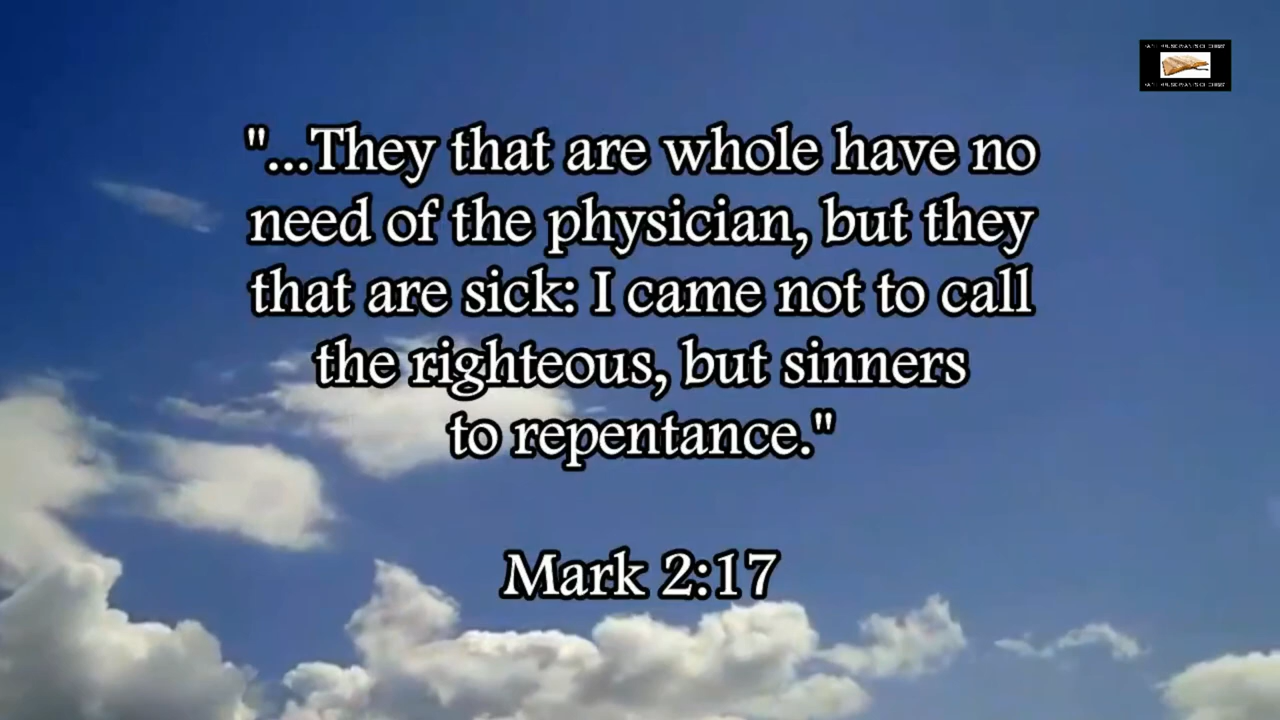 "...They that are whole have no
need of the physician, but they
that are sick: I came not to call
the righteous, but sinners
to repentance."
Mark 2:17